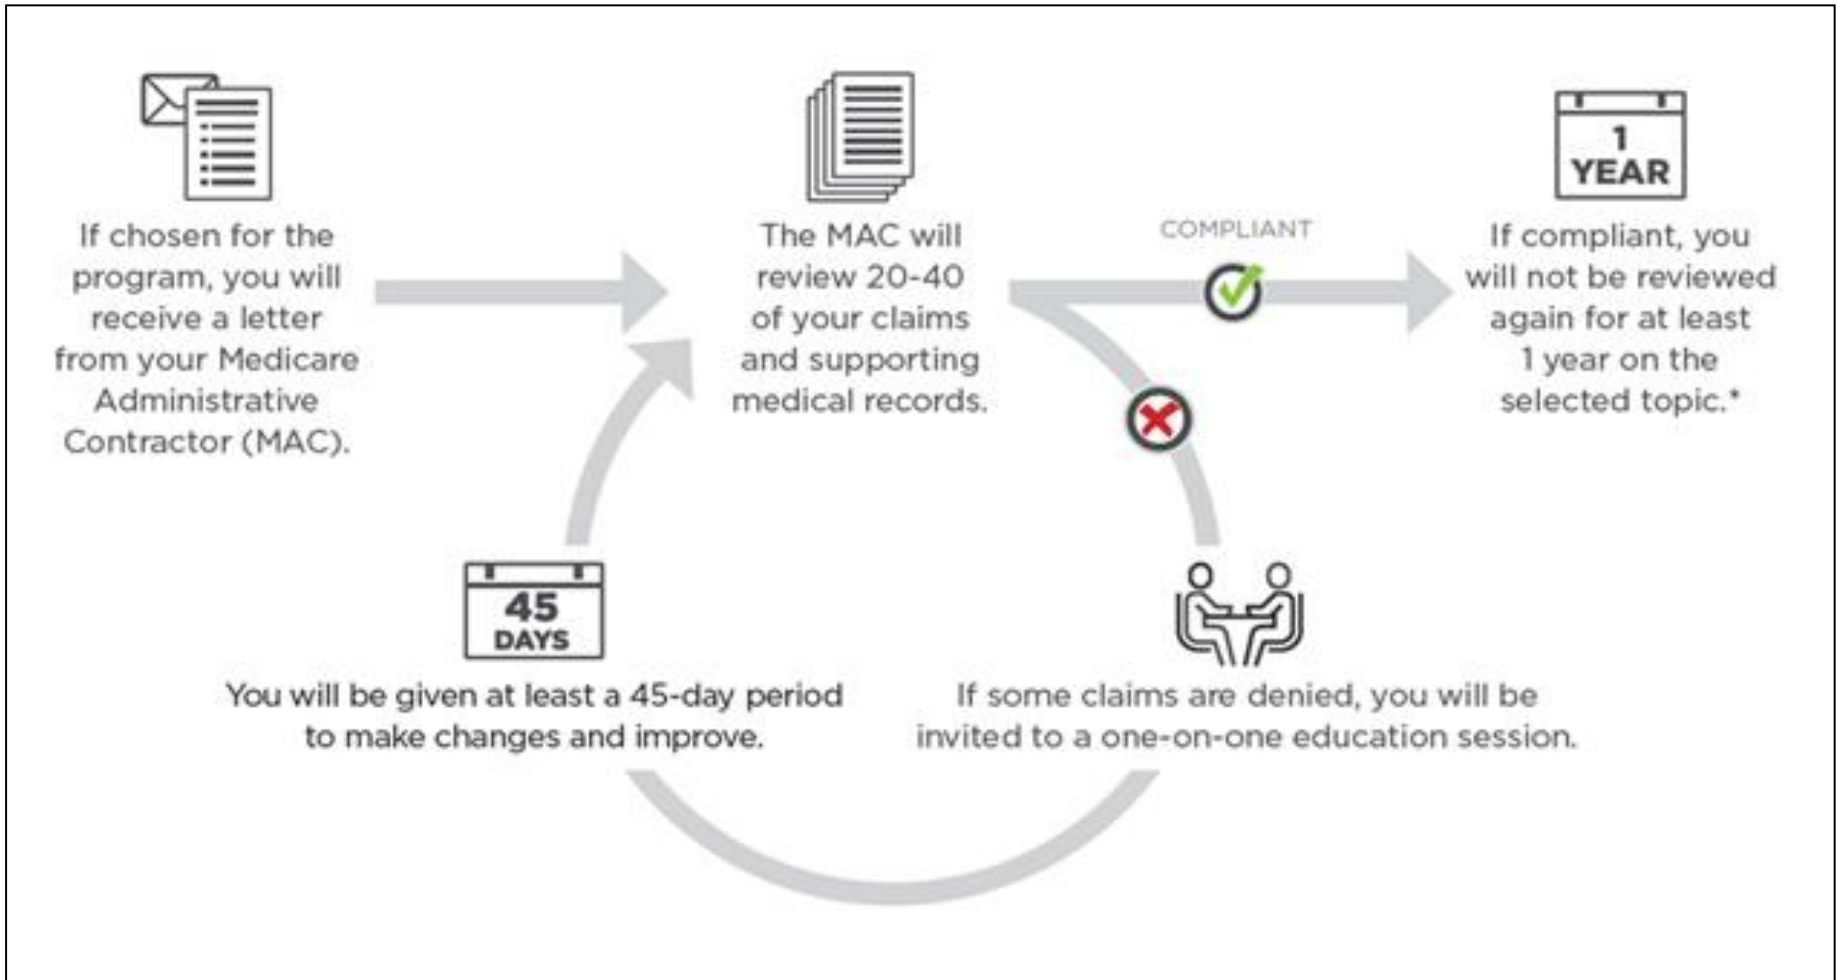 If chosen for the
program, you will
receive a letter
from your Medicare
Administrative
Contractor (MAC).
The MAC will
review 20-40
of your claims
and supporting
medical records.
COMPLIANT
1
YEAR
If compliant, you
will not be reviewed
again for at least
1 year on the
selected topic.*
45
DAYS
You will be given at least a 45-day period
to make changes and improve.
If some claims are denied, you will be
invited to a one-on-one education session.